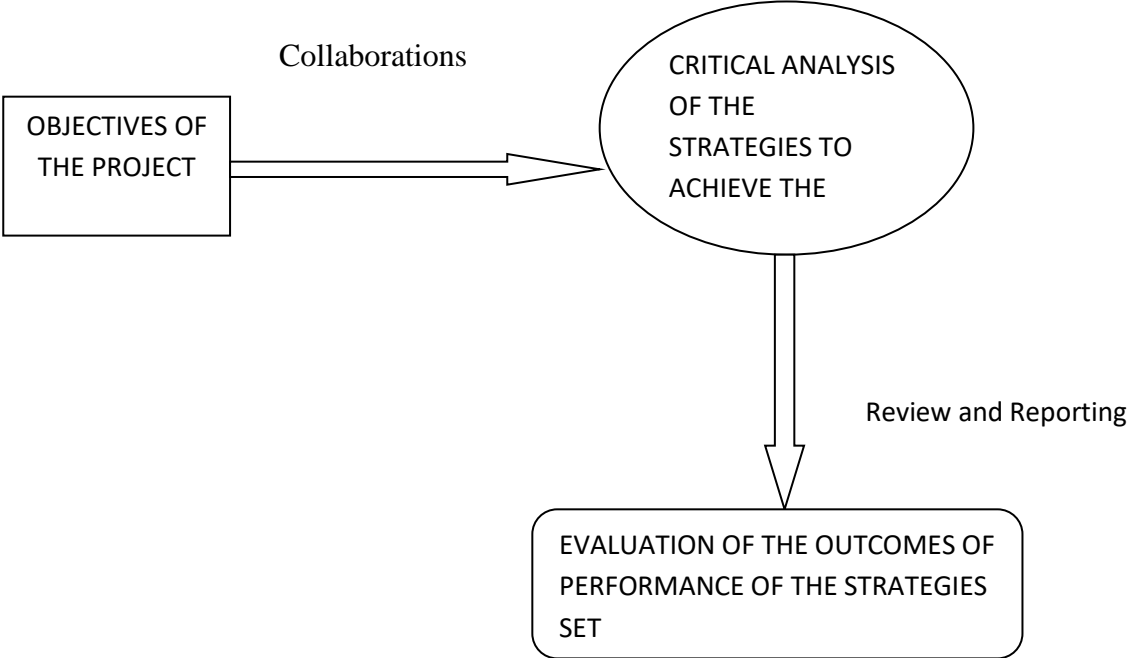 Collaborations
OBJECTIVES OF
THE PROJECT
CRITICAL ANALYSIS
OF THE
STRATEGIES TO
ACHIEVE THE
Review and Reporting
EVALUATION OF THE OUTCOMES OF
PERFORMANCE OF THE STRATEGIES
SET